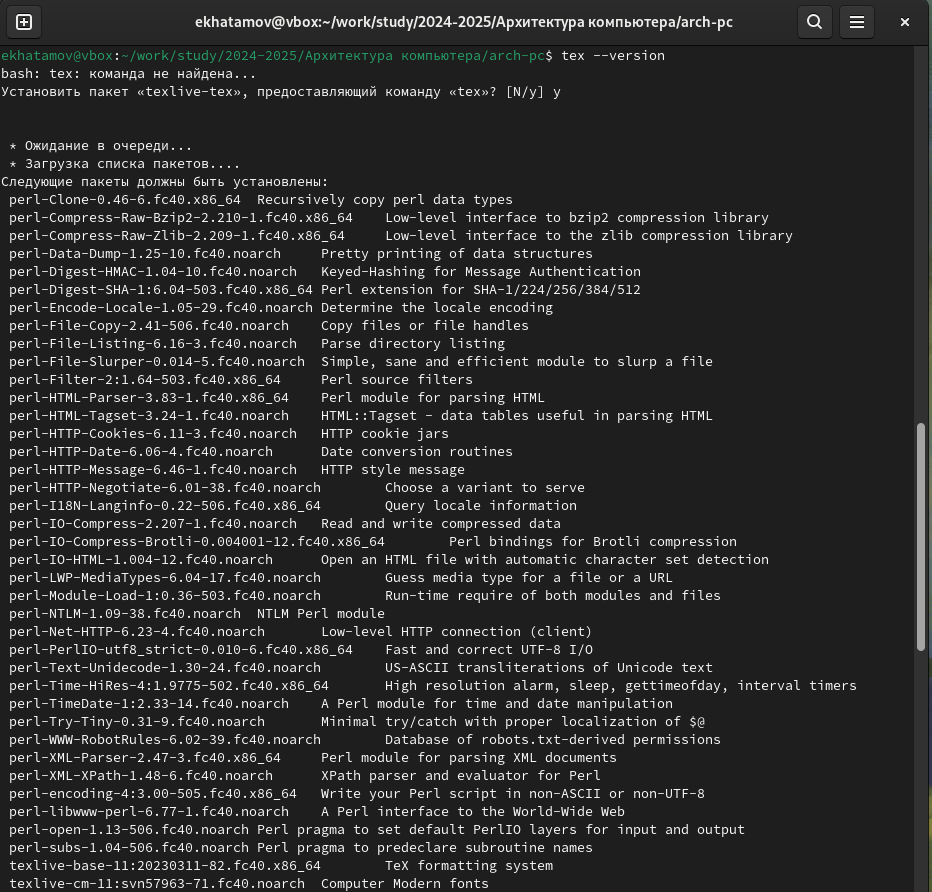 ekhatamov@vbox:~/work/study/2024-2025/Архитектура компьютера/arch-pc
ekhatamov@vbox:~/work/study/2024-2025/Архитектура компьютера/arch-pc$ tex --version
bash: tex: команда не найдена...
Установить пакет «texlive-tex», предоставляющий команду «tex»? [N/y] y
* Ожидание в очереди...
* Загрузка списка пакетов....
Следующие пакеты должны быть установлены:
perl-Clone-0.46-6.fc40.x86_64 Recursively copy perl data types
perl-Compress-Raw-Bzip2-2.210-1.fc40.x86_64 Low-level interface to bzip2 compression library
perl-Compress-Raw-Zlib-2.209-1.fc40.x86_64 Low-level interface to the zlib compression library
perl-Data-Dump-1.25-10.fc40.noarch Pretty printing of data structures
perl-Digest-HMAC-1.04-10.fc40.noarch Keyed-Hashing for Message Authentication
perl-Digest-SHA-1:6.04-503.fc40.x86_64 Perl extension for SHA-1/224/256/384/512
perl-Encode-Locale-1.05-29.fc40.noarch Determine the locale encoding
perl-File-Copy-2.41-506.fc40.noarch Copy files or file handles
perl-File-Listing-6.16-3.fc40.noarch Parse directory listing
perl-File-Slurper-0.014-5.fc40.noarch Simple, sane and efficient module to slurp a file
perl-Filter-2:1.64-503.fc40.x86_64 Perl source filters
perl-HTML-Parser-3.83-1.fc40.x86_64 Perl module for parsing HTML
perl-HTML-Tagset-3.24-1.fc40.noarch HTML::Tagset - data tables useful in parsing HTML
perl-HTTP-Cookies-6.11-3.fc40.noarch HTTP cookie jars
perl-HTTP-Date-6.06-4.fc40.noarch Date conversion routines
perl-HTTP-Message-6.46-1.fc40.noarch HTTP style message
perl-HTTP-Negotiate-6.01-38.fc40.noarch Choose a variant to serve
perl-I18N-Langinfo-0.22-506.fc40.x86_64 Query locale information
perl-IO-Compress-2.207-1.fc40.noarch Read and write compressed data
perl-IO-Compress-Brotli-0.004001-12.fc40.x86_64 Perl bindings for Brotli compression
perl-IO-HTML-1.004-12.fc40.noarch Open an HTML file with automatic character set detection
perl-LWP-MediaTypes-6.04-17.fc40.noarch Guess media type for a file or a URL
perl-Module-Load-1:0.36-503.fc40.noarch Run-time require of both modules and files
perl-NTLM-1.09-38.fc40.noarch NTLM Perl module
perl-Net-HTTP-6.23-4.fc40.noarch Low-level HTTP connection (client)
perl-PerlIO-utf8_strict-0.010-6.fc40.x86_64 Fast and correct UTF-8 I/O
perl-Text-Unidecode-1.30-24.fc40.noarch US-ASCII transliterations of Unicode text
perl-Time-HiRes-4:1.9775-502.fc40.x86_64 High resolution alarm, sleep, gettimeofday, interval timers
perl-TimeDate-1:2.33-14.fc40.noarch A Perl module for time and date manipulation
perl-Try-Tiny-0.31-9.fc40.noarch Minimal try/catch with proper localization of $@
perl-WWW-RobotRules-6.02-39.fc40.noarch Database of robots.txt-derived permissions
perl-XML-Parser-2.47-3.fc40.x86_64 Perl module for parsing XML documents
perl-XML-XPath-1.48-6.fc40.noarch XPath parser and evaluator for Perl
perl-encoding-4:3.00-505.fc40.x86_64 Write your Perl script in non-ASCII or non-UTF-8
perl-libwww-perl-6.77-1.fc40.noarch A Perl interface to the World-Wide Web
perl-open-1.13-506.fc40.noarch Perl pragma to set default PerlIO layers for input and output
perl-subs-1.04-506.fc40.noarch Perl pragma to predeclare subroutine names
texlive-base-11:20230311-82.fc40.x86_64 TeX formatting system
texlive-cm-11:svn57963-71.fc40.noarch Computer Modern fonts